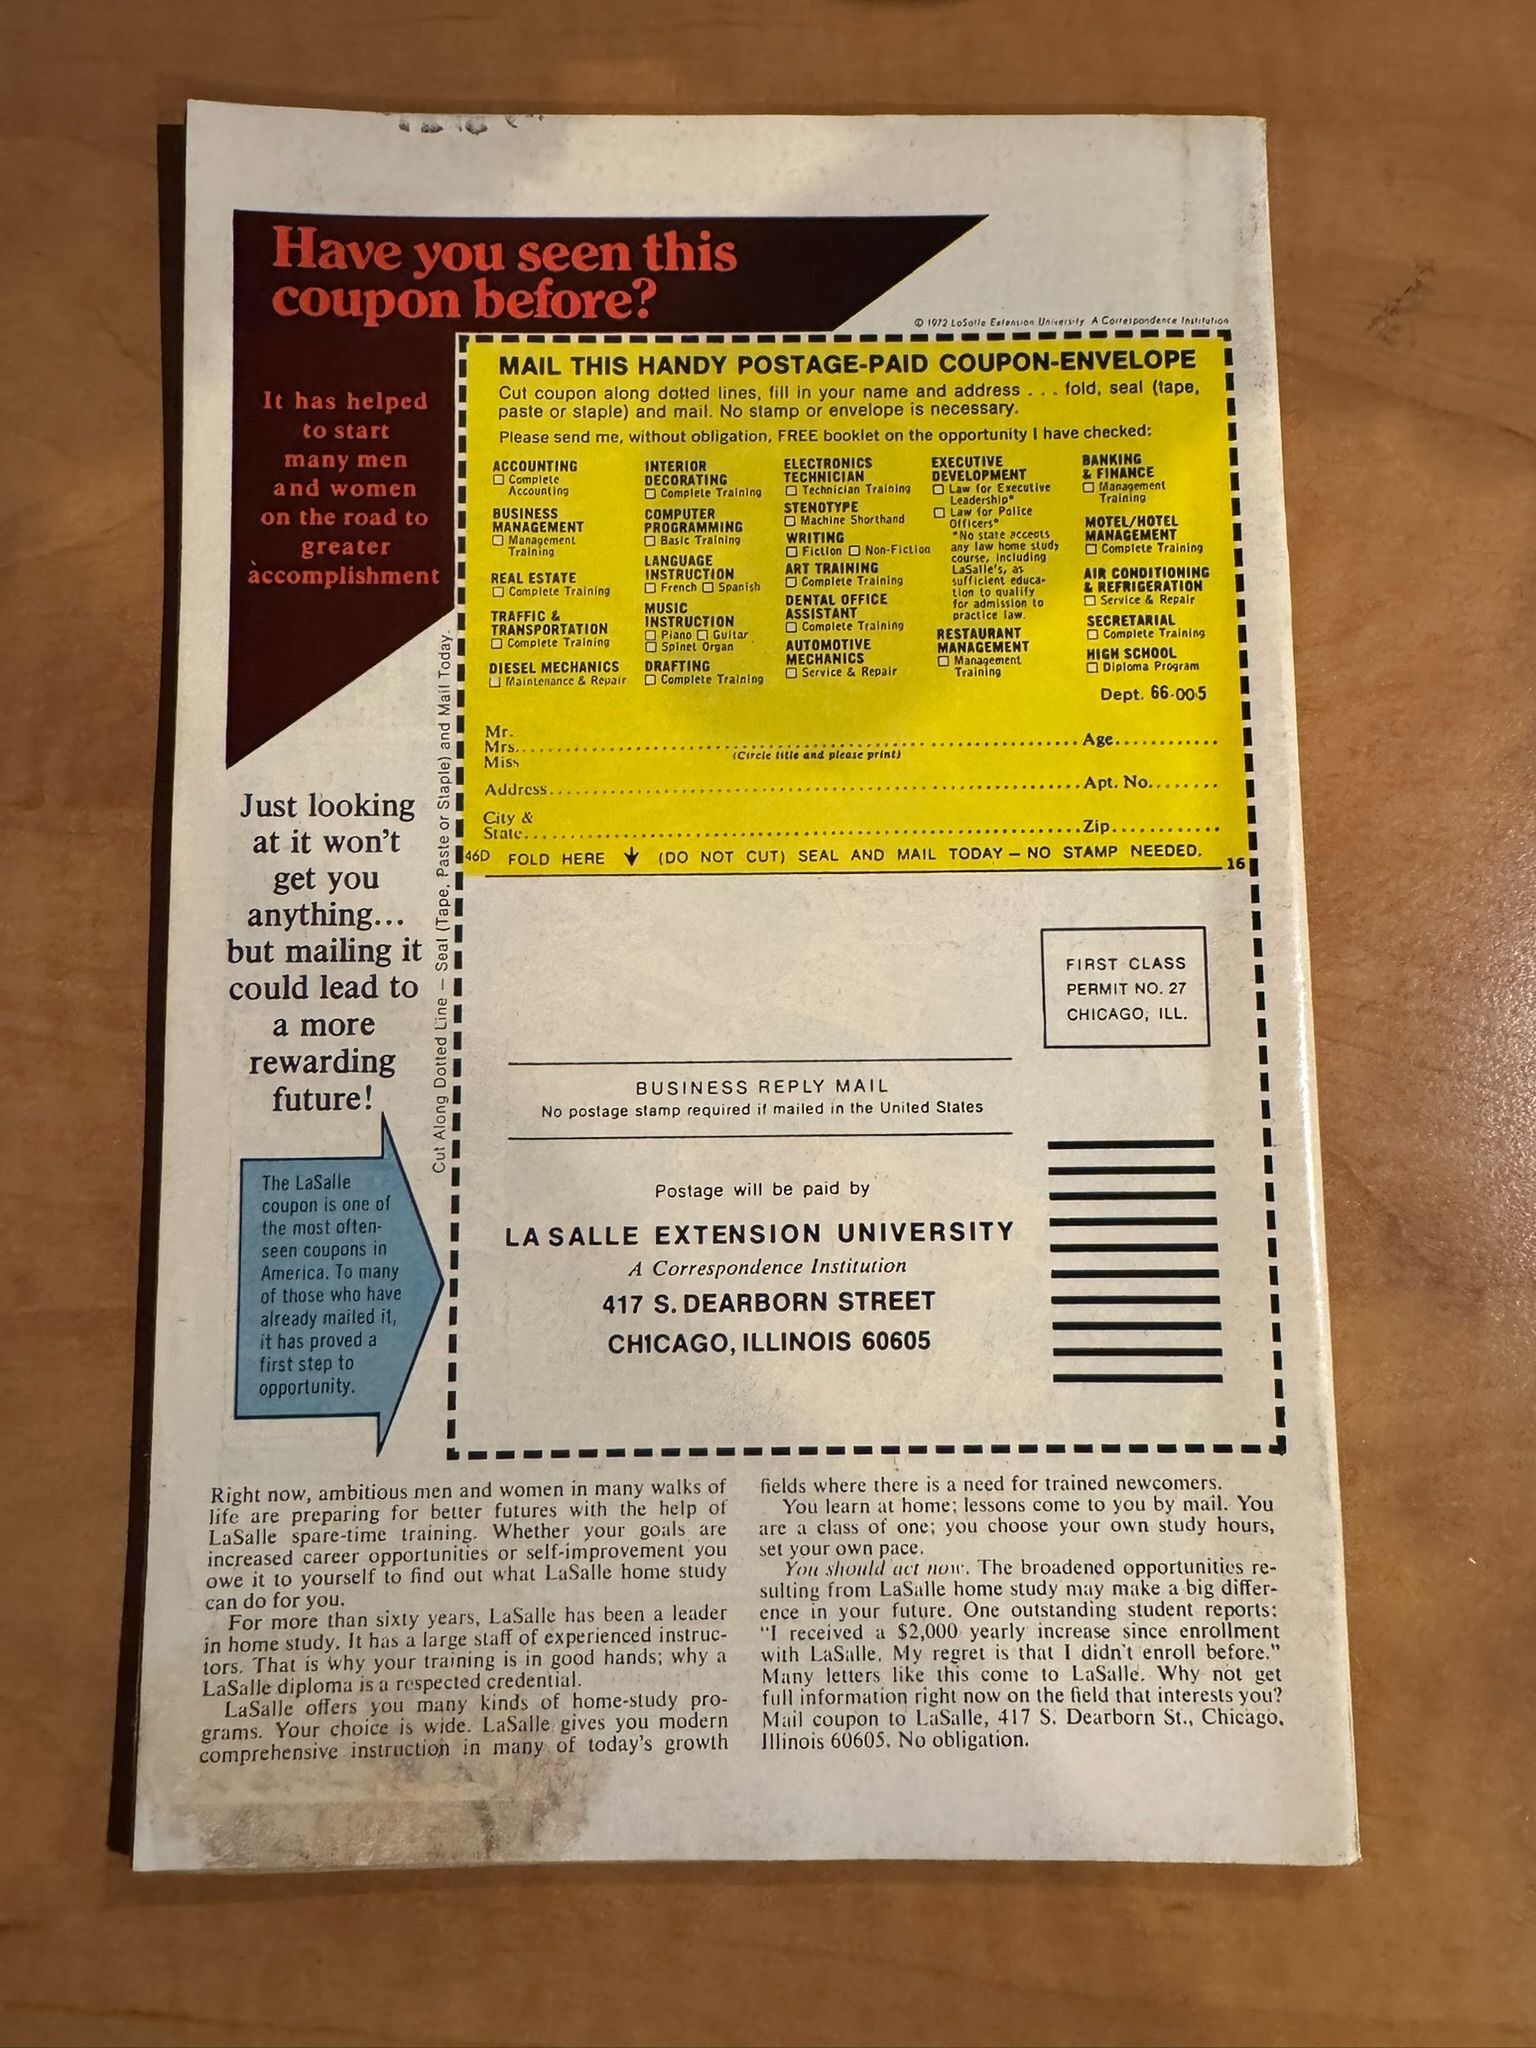 Have you seen this
coupon before?
It has helped
to start
many men
and women
on the road to
greater
accomplishment
© 1972 LaSalle Extension University A Correspondence Institution
MAIL THIS HANDY POSTAGE-PAID COUPON-ENVELOPE
Cut coupon along dotted lines, fill in your name and address . . . fold, seal (tape,
paste or staple) and mail. No stamp or envelope is necessary.
Please send me, without obligation, FREE booklet on the opportunity I have checked:
ACCOUNTING
☐ Complete
Accounting
BUSINESS
MANAGEMENT
☐ Management
Training
REAL ESTATE
☐ Complete Training
TRAFFIC &
TRANSPORTATION
☐ Complete Training
DIESEL MECHANICS
☐ Maintenance & Repair
INTERIOR
DECORATING
☐ Complete Training
COMPUTER
PROGRAMMING
☐ Basic Training
LANGUAGE
INSTRUCTION
☐ French ☐ Spanish
MUSIC
INSTRUCTION
☐ Piano ☐ Guitar
☐ Spinet Organ
DRAFTING
☐ Complete Training
ELECTRONICS
TECHNICIAN
☐ Technician Training
STENOTYPE
☐ Machine Shorthand
WRITING
☐ Fiction ☐ Non-Fiction
ART TRAINING
☐ Complete Training
DENTAL OFFICE
ASSISTANT
☐ Complete Training
AUTOMOTIVE
MECHANICS
☐ Service & Repair
EXECUTIVE
DEVELOPMENT
☐ Law for Executive
Leadership*
☐ Law for Police
Officers*
*No state accepts
any law home study
course, including
LaSalle's, as
sufficient educa-
tion to qualify
for admission to
practice law.
RESTAURANT
MANAGEMENT
☐ Management
Training
BANKING
& FINANCE
☐ Management
Training
MOTEL/HOTEL
MANAGEMENT
☐ Complete Training
AIR CONDITIONING
& REFRIGERATION
☐ Service & Repair
SECRETARIAL
☐ Complete Training
HIGH SCHOOL
☐ Diploma Program
Dept. 66-005
Mr.
Mrs. Age
Miss (Circle title and please print)
Address Apt. No.
City &
State Zip
46D FOLD HERE ↓ (DO NOT CUT) SEAL AND MAIL TODAY — NO STAMP NEEDED.
16
Cut Along Dotted Line — Seal (Tape, Paste or Staple) and Mail Today.
Just looking
at it won't
get you
anything...
but mailing it
could lead to
a more
rewarding
future!
The LaSalle
coupon is one of
the most often-
seen coupons in
America. To many
of those who have
already mailed it,
it has proved a
first step to
opportunity.
FIRST CLASS
PERMIT NO. 27
CHICAGO, ILL.
BUSINESS REPLY MAIL
No postage stamp required if mailed in the United States
Postage will be paid by
LA SALLE EXTENSION UNIVERSITY
A Correspondence Institution
417 S. DEARBORN STREET
CHICAGO, ILLINOIS 60605
Right now, ambitious men and women in many walks of
life are preparing for better futures with the help of
LaSalle spare-time training. Whether your goals are
increased career opportunities or self-improvement you
owe it to yourself to find out what LaSalle home study
can do for you.
For more than sixty years, LaSalle has been a leader
in home study. It has a large staff of experienced instruc-
tors. That is why your training is in good hands; why a
LaSalle diploma is a respected credential.
LaSalle offers you many kinds of home-study pro-
grams. Your choice is wide. LaSalle gives you modern
comprehensive instruction in many of today's growth
fields where there is a need for trained newcomers.
You learn at home; lessons come to you by mail. You
are a class of one; you choose your own study hours,
set your own pace.
You should act now. The broadened opportunities re-
sulting from LaSalle home study may make a big differ-
ence in your future. One outstanding student reports:
"I received a $2,000 yearly increase since enrollment
with LaSalle. My regret is that I didn't enroll before."
Many letters like this come to LaSalle. Why not get
full information right now on the field that interests you?
Mail coupon to LaSalle, 417 S. Dearborn St., Chicago,
Illinois 60605. No obligation.